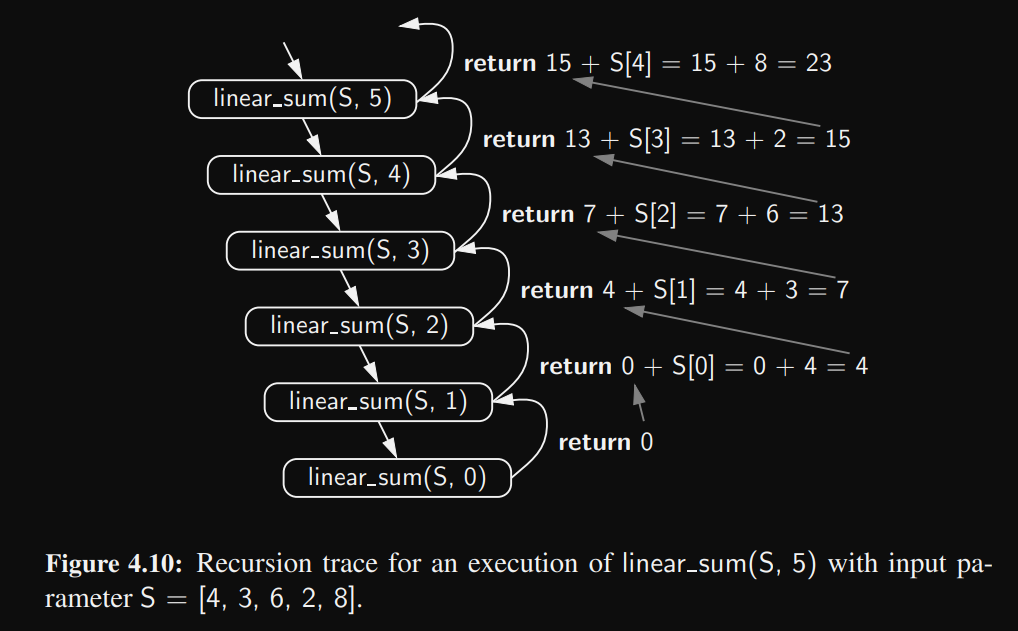 return 15 + S[4] = 15 + 8 = 23
linear_sum(S, 5)
return 13 + S[3] = 13 + 2 = 15
linear_sum(S, 4)
return 7 + S[2] = 7 + 6 = 13
linear_sum(S, 3)
return 4 + S[1] = 4 + 3 = 7
linear_sum(S, 2)
return 0 + S[0] = 0 + 4 = 4
linear_sum(S, 1)
return 0
linear_sum(S, 0)
Figure 4.10: Recursion trace for an execution of linear_sum(S, 5) with input pa-
rameter S = [4, 3, 6, 2, 8].